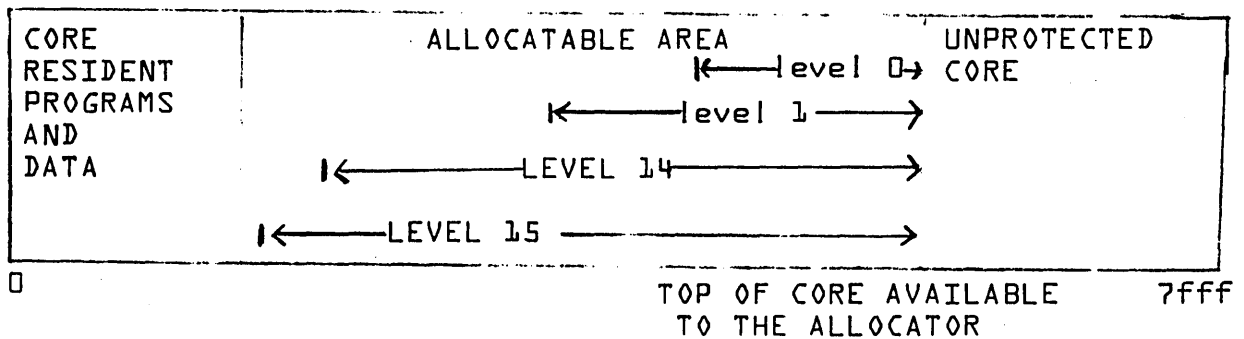 CORE
RESIDENT
PROGRAMS
AND
DATA
ALLOCATABLE AREA
level 0
level 1
LEVEL 14
LEVEL 15
UNPROTECTED
CORE
0
TOP OF CORE AVAILABLE
TO THE ALLOCATOR
7fff